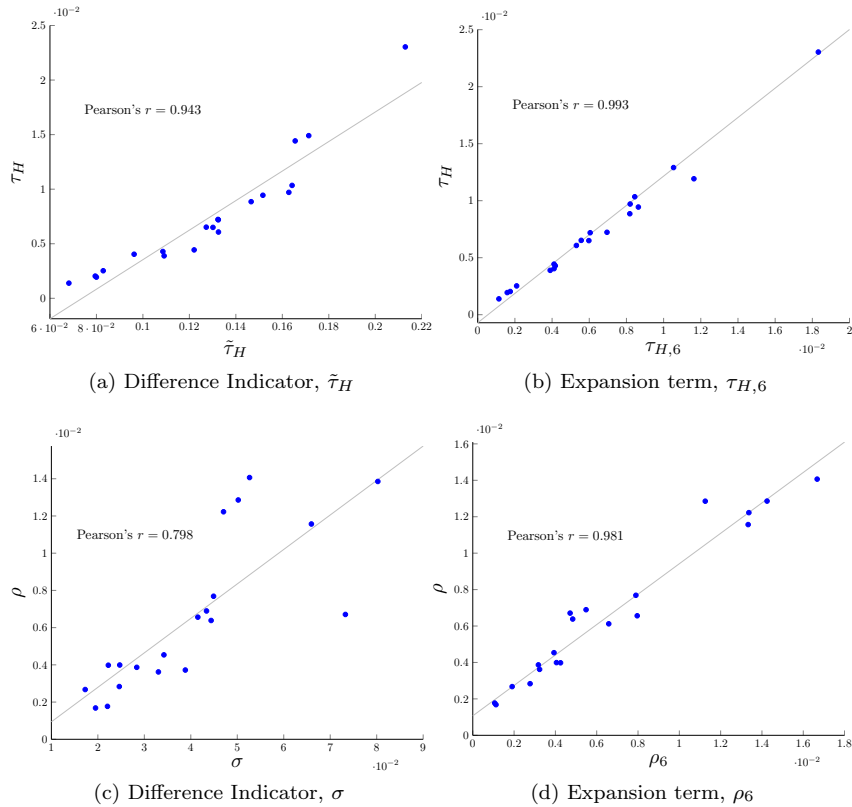 ·10⁻²
2.5
2
1.5
1
0.5
0
τ_H
Pearson's r = 0.943
6 · 10⁻² 8 · 10⁻² 0.1 0.12 0.14 0.16 0.18 0.2 0.22
τ̃_H
(a) Difference Indicator, τ̃_H
·10⁻²
2.5
2
1.5
1
0.5
0
τ_H
Pearson's r = 0.993
0 0.2 0.4 0.6 0.8 1 1.2 1.4 1.6 1.8 2
·10⁻²
τ_H,6
(b) Expansion term, τ_H,6
·10⁻²
1.4
1.2
1
0.8
0.6
0.4
0.2
0
ρ
Pearson's r = 0.798
1 2 3 4 5 6 7 8 9
·10⁻²
σ
(c) Difference Indicator, σ
·10⁻²
1.6
1.4
1.2
1
0.8
0.6
0.4
0.2
0
ρ
Pearson's r = 0.981
0 0.2 0.4 0.6 0.8 1 1.2 1.4 1.6 1.8
·10⁻²
ρ₆
(d) Expansion term, ρ₆